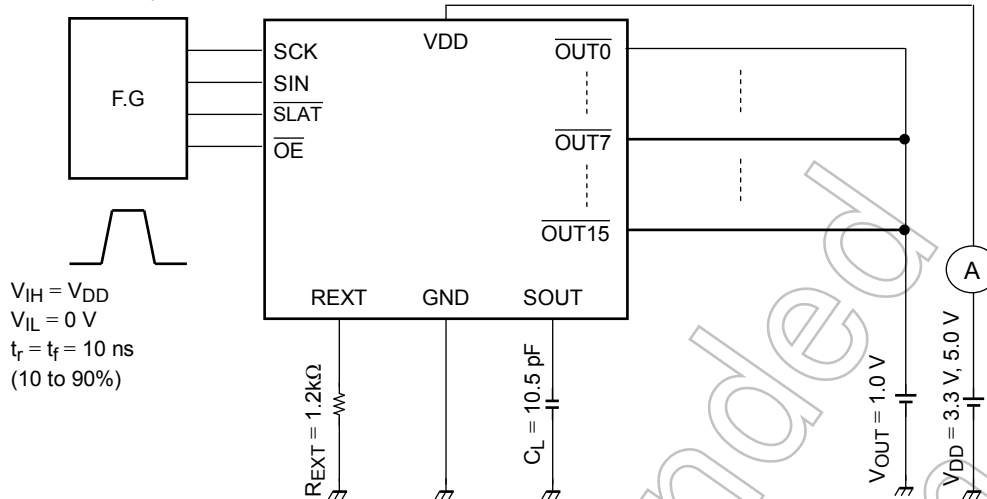 F.G
SCK
SIN
SLAT
OE
VDD
OUT0
OUT7
OUT15
REXT
GND
SOUT
A
VIH = VDD
VIL = 0 V
tr = tf = 10 ns
(10 to 90%)
REXT = 1.2kΩ
CL = 10.5 pF
VOUT = 1.0 V
VDD = 3.3 V, 5.0 V